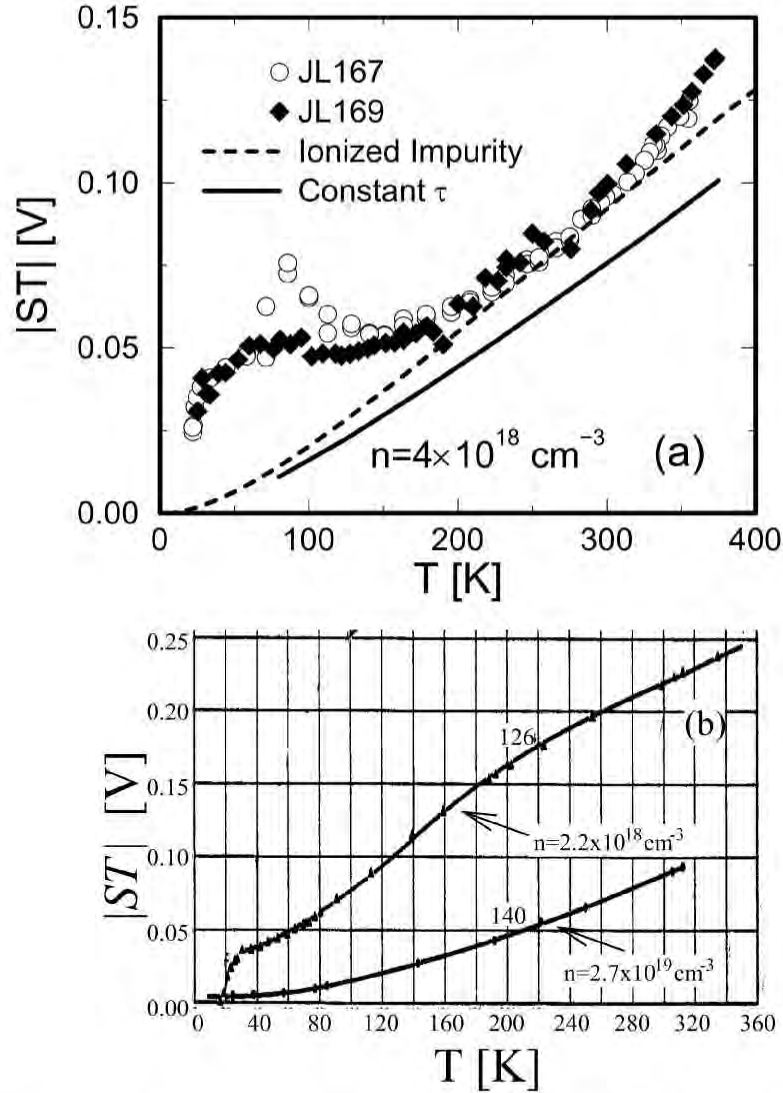 0.15
0.10
0.05
0.00
|ST| [V]
JL167
JL169
Ionized Impurity
Constant τ
n=4×10¹⁸ cm⁻³
(a)
0 100 200 300 400
T [K]
0.25
0.20
0.15
0.10
0.05
0.00
|ST| [V]
(b)
126
n=2.2x10¹⁸cm⁻³
140
n=2.7x10¹⁹cm⁻³
0 40 80 120 160 200 240 280 320 360
T [K]